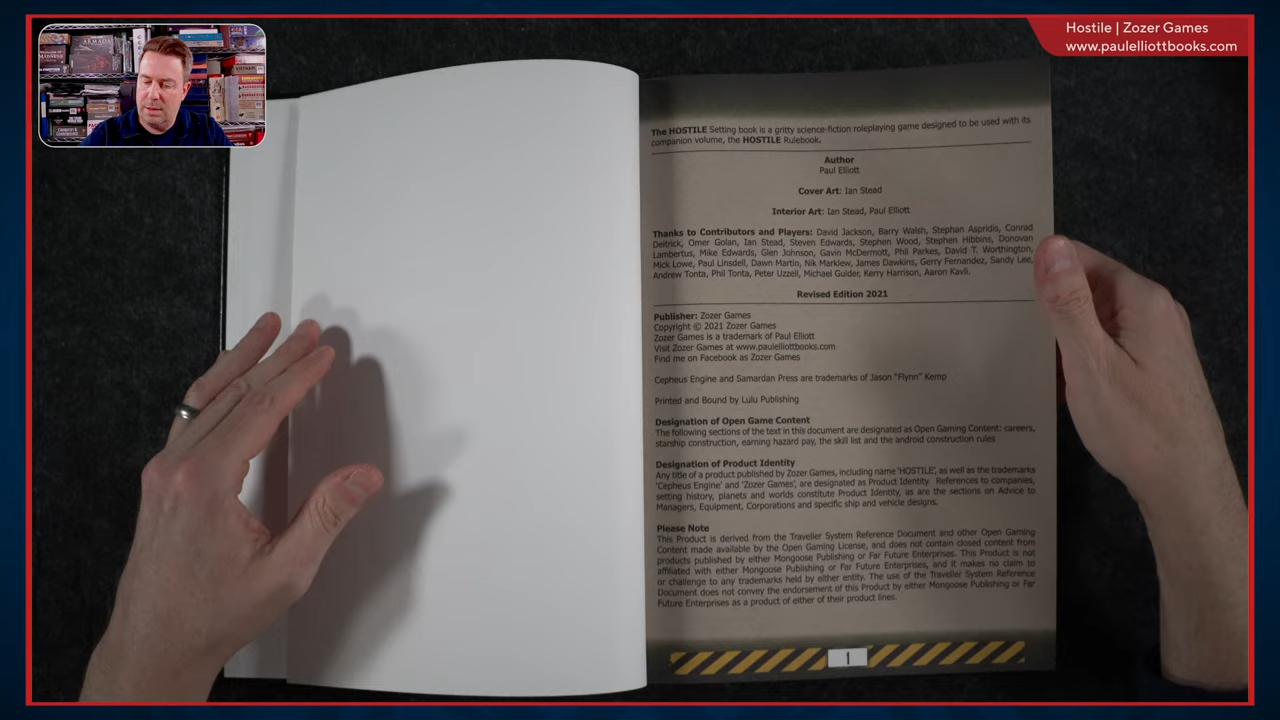 Hostile | Zozer Games
www.paulelliottbooks.com
ARMADA
The HOSTILE Setting book is a gritty science-fiction roleplaying game designed to be used with its
companion volume, the HOSTILE Rulebook.
Author
Paul Elliott
Cover Art: Ian Stead
Interior Art: Ian Stead, Paul Elliott
Thanks to Contributors and Players: David Jackson, Barry Walsh, Stephan Aspridis, Conrad
Deitrick, Omer Golan, Ian Stead, Steven Edwards, Stephen Wood, Stephen Hibbins, Donovan
Lambertus, Mike Edwards, Glen Johnson, Gavin McDermott, Phil Parkes, David T. Worthington,
Mick Lowe, Paul Linsdell, Dawn Martin, Nik Marklew, James Dawkins, Gerry Fernandez, Sandy Lee,
Andrew Tonta, Phil Tonta, Peter Uzzell, Michael Guider, Kerry Harrison, Aaron Kavli.
Revised Edition 2021
Publisher: Zozer Games
Copyright © 2021 Zozer Games
Zozer Games is a trademark of Paul Elliott
Visit Zozer Games at www.paulelliottbooks.com
Find me on Facebook as Zozer Games
Cepheus Engine and Samardan Press are trademarks of Jason "Flynn" Kemp
Printed and Bound by Lulu Publishing
Designation of Open Game Content
The following sections of the text in this document are designated as Open Gaming Content: careers,
starship construction, earning hazard pay, the skill list and the android construction rules
Designation of Product Identity
Any title of a product published by Zozer Games, including name 'HOSTILE', as well as the trademarks
'Cepheus Engine' and 'Zozer Games', are designated as Product Identity References to companies,
setting history, planets and worlds constitute Product Identity, as are the sections on Advice to
Managers, Equipment, Corporations and specific ship and vehicle designs.
Please Note
This Product is derived from the Traveller System Reference Document and other Open Gaming
Content made available by the Open Gaming License, and does not contain closed content from
products published by either Mongoose Publishing or Far Future Enterprises. This Product is not
affiliated with either Mongoose Publishing or Far Future Enterprises, and it makes no claim to
or challenge to any trademarks held by either entity. The use of the Traveller System Reference
Document does not convey the endorsement of this Product by either Mongoose Publishing or Far
Future Enterprises as a product of either of their product lines.
1